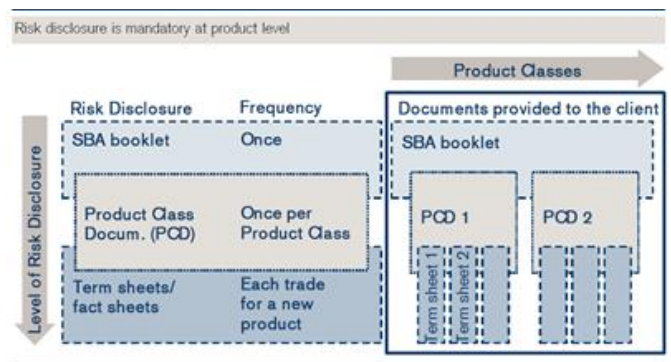 Risk disclosure is mandatory at product level
Product Classes
Risk Disclosure
Frequency
Documents provided to the client
SBA booklet
Once
SBA booklet
Level of Risk Disclosure
Product Class
Docum. (PCD)
Once per
Product Class
PCD 1
PCD 2
Term sheets/
fact sheets
Each trade
for a new
product
Term sheet 1
Term sheet 2